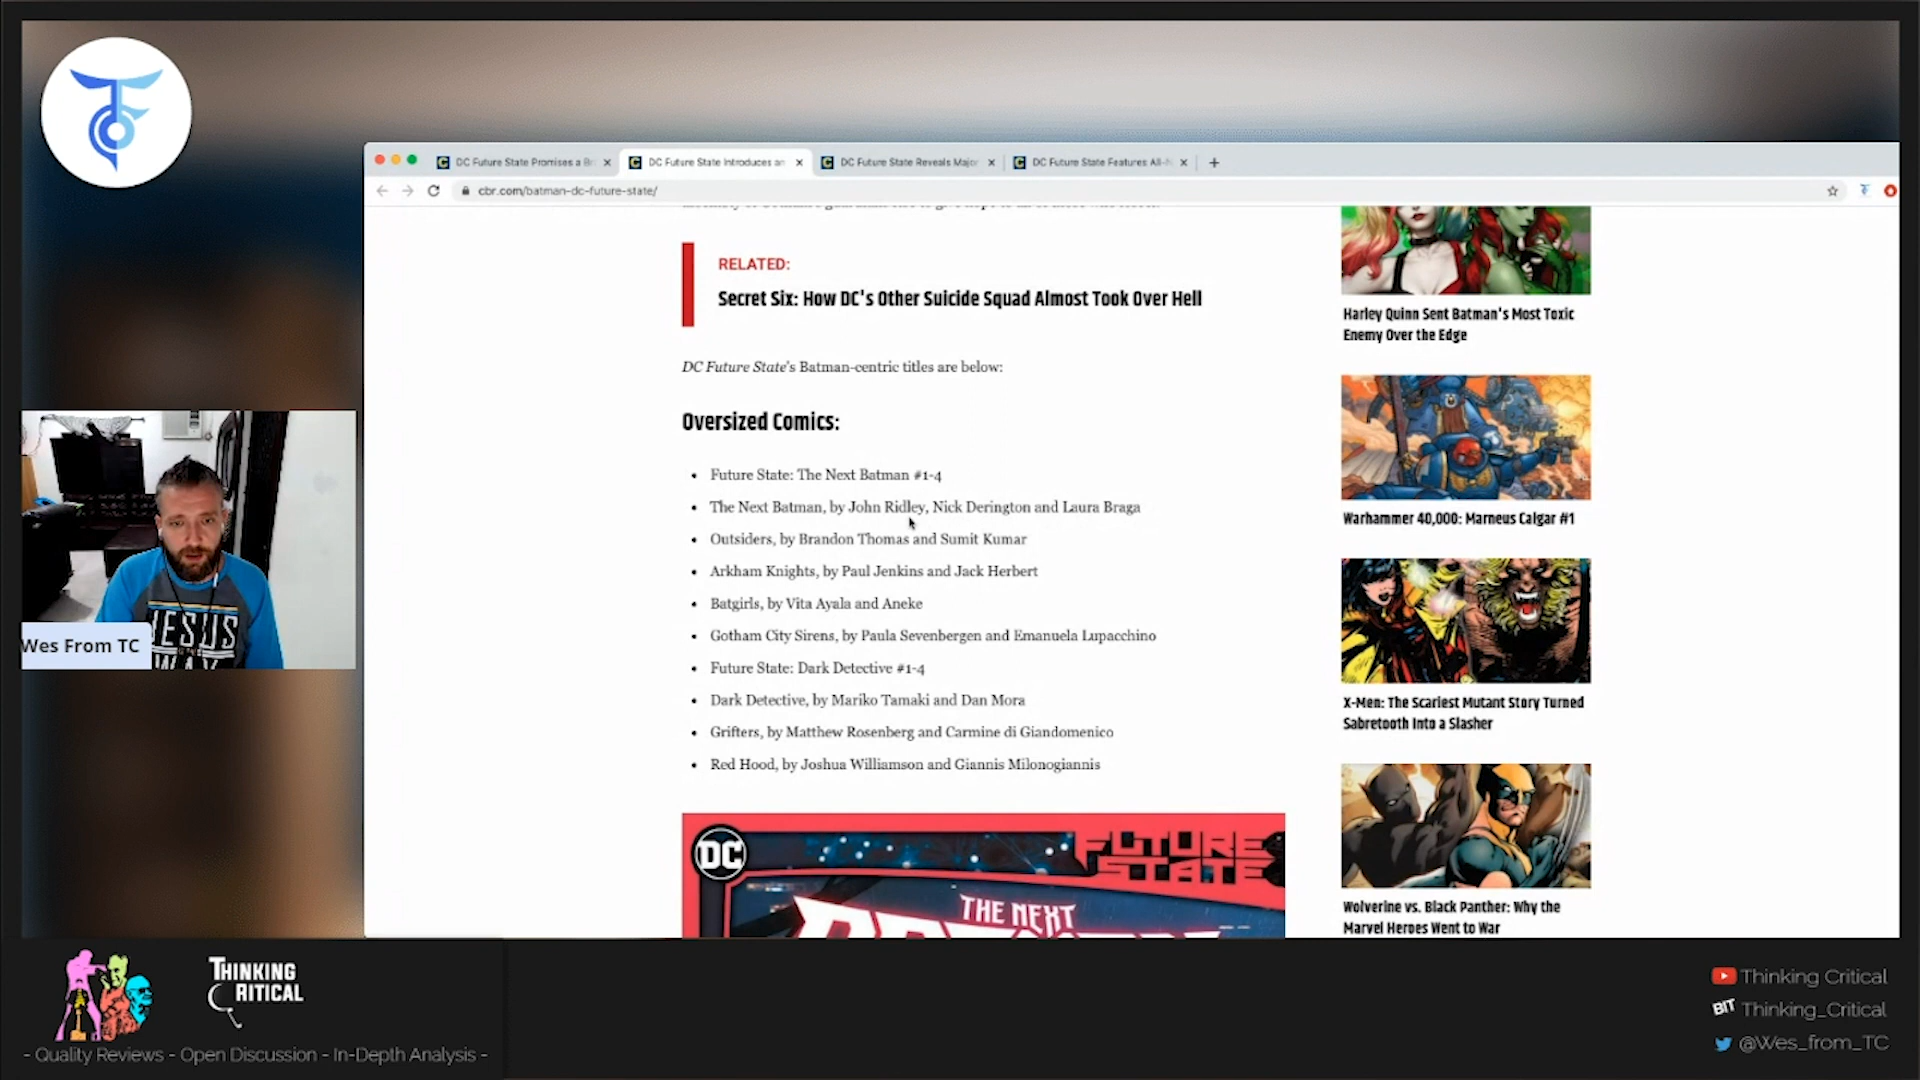 DC Future State Promises a
DC Future State Introduces an
DC Future State Reveals Major
DC Future State Features All-
cbr.com/batman-dc-future-state/
RELATED:
Secret Six: How DC's Other Suicide Squad Almost Took Over Hell
DC Future State's Batman-centric titles are below:
Oversized Comics:
Future State: The Next Batman #1-4
The Next Batman, by John Ridley, Nick Derington and Laura Braga
Outsiders, by Brandon Thomas and Sumit Kumar
Arkham Knights, by Paul Jenkins and Jack Herbert
Batgirls, by Vita Ayala and Aneke
Gotham City Sirens, by Paula Sevenbergen and Emanuela Lupacchino
Future State: Dark Detective #1-4
Dark Detective, by Mariko Tamaki and Dan Mora
Grifters, by Matthew Rosenberg and Carmine di Giandomenico
Red Hood, by Joshua Williamson and Giannis Milonogiannis
DC
FUTURE
STATE
THE NEXT
Harley Quinn Sent Batman's Most Toxic
Enemy Over the Edge
Warhammer 40,000: Marneus Calgar #1
X-Men: The Scariest Mutant Story Turned
Sabretooth Into a Slasher
Wolverine vs. Black Panther: Why the
Marvel Heroes Went to War
JESUS
WAY
Wes From TC
THINKING
CRITICAL
- Quality Reviews - Open Discussion - In-Depth Analysis -
Thinking Critical
BIT Thinking_Critical
@Wes_from_TC